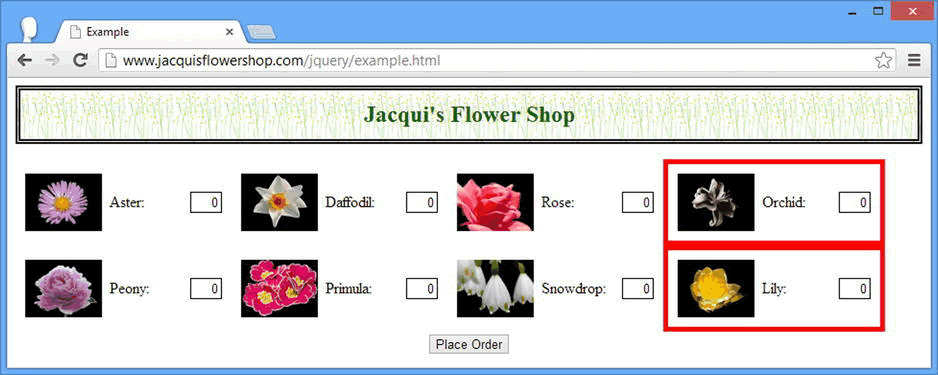 Example
www.jacquisflowershop.com/jquery/example.html
Jacqui's Flower Shop
Aster: 0 Daffodil: 0 Rose: 0 Orchid: 0
Peony: 0 Primula: 0 Snowdrop: 0 Lily: 0
Place Order